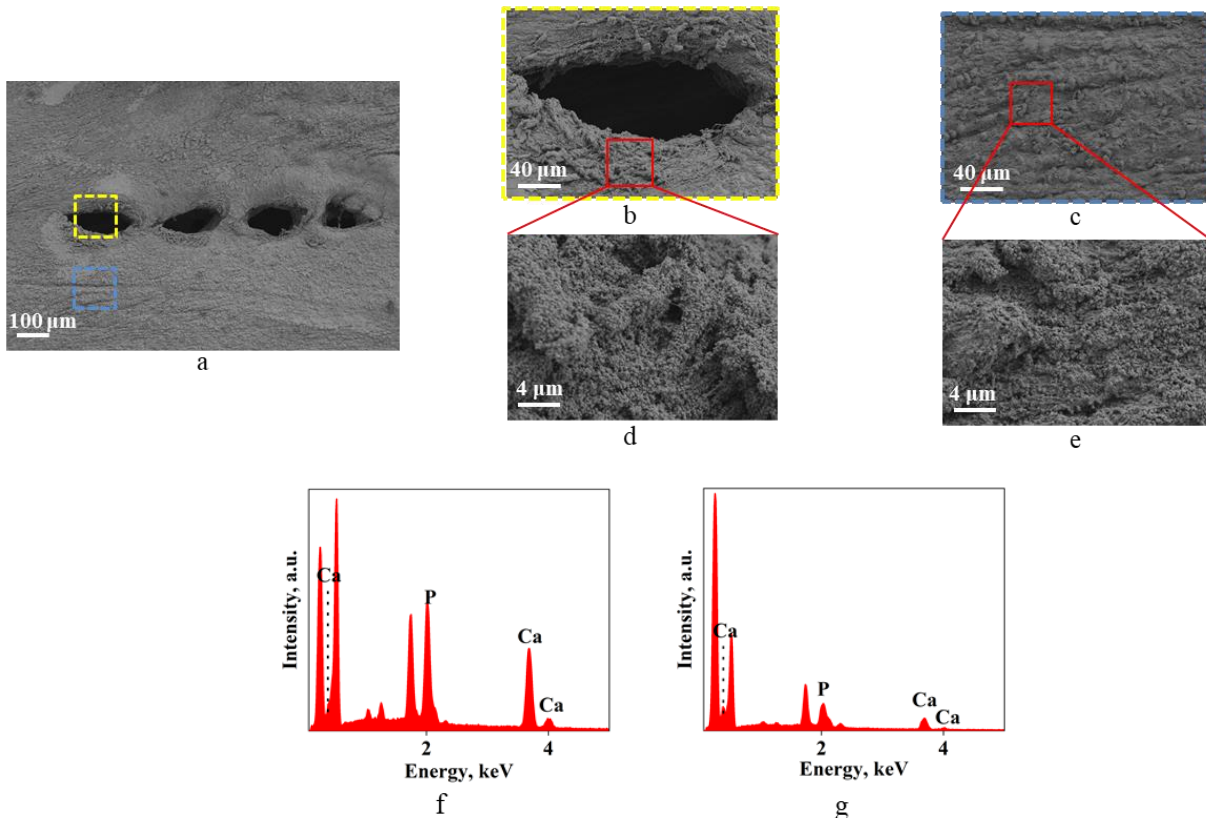 100 µm
a
40 µm
b
40 µm
c
4 µm
d
4 µm
e
Intensity, a.u.
Ca
P
Ca
Ca
2
4
Energy, keV
f
Intensity, a.u.
Ca
P
Ca
Ca
2
4
Energy, keV
g